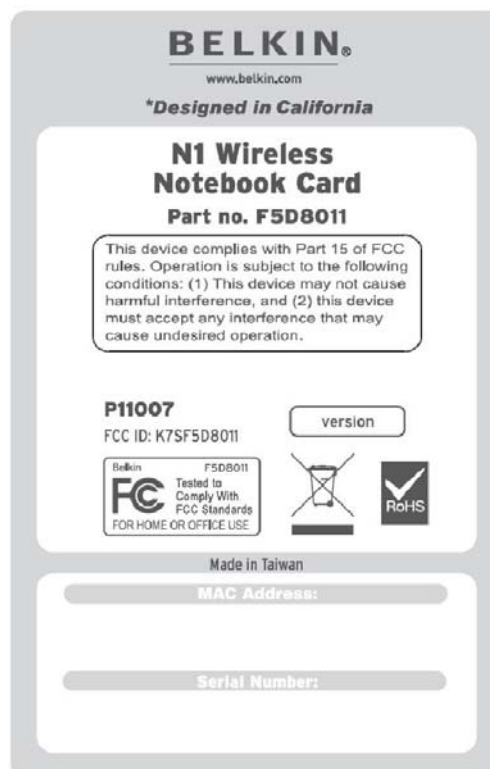 BELKIN®
www.belkin.com
*Designed in California
N1 Wireless
Notebook Card
Part no. F5D8011
This device complies with Part 15 of FCC
rules. Operation is subject to the following
conditions: (1) This device may not cause
harmful interference, and (2) this device
must accept any interference that may
cause undesired operation.
P11007
FCC ID: K7SF5D8011
version
Belkin F5D8011
FC Tested to
Comply With
FCC Standards
FOR HOME OR OFFICE USE
RoHS
Made in Taiwan
MAC Address:
Serial Number: